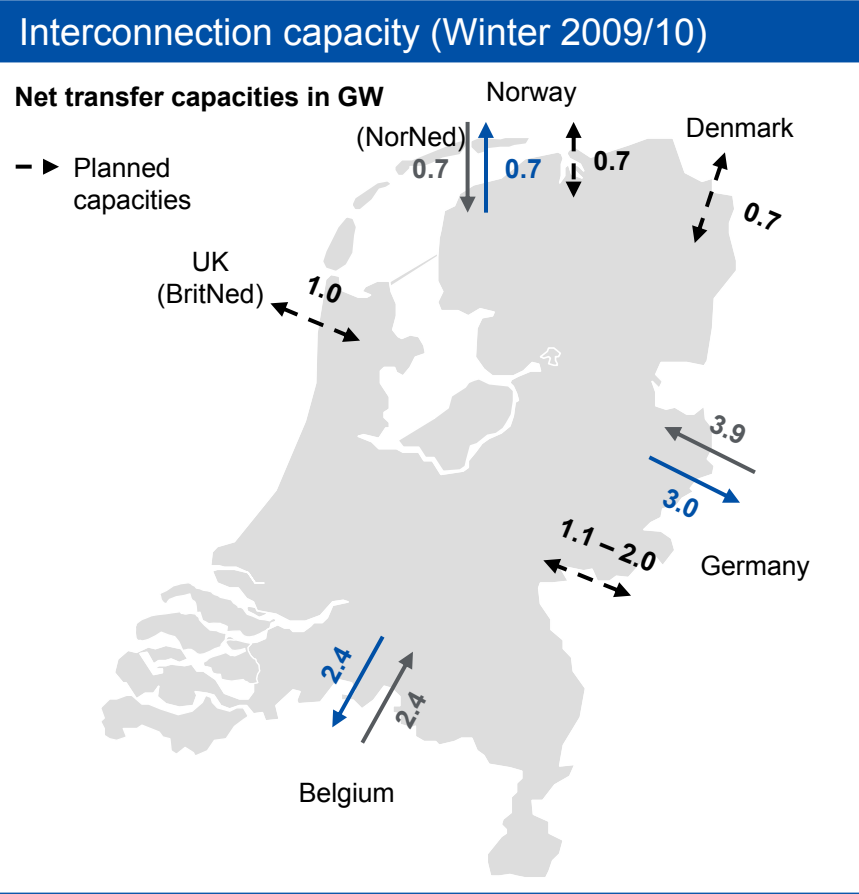 Interconnection capacity (Winter 2009/10)
Net transfer capacities in GW
Norway
(NorNed)
Denmark
Planned
capacities
0.7
0.7
0.7
0.7
UK
(BritNed)
1.0
3.9
3.0
1.1 – 2.0
Germany
2.4
2.4
Belgium